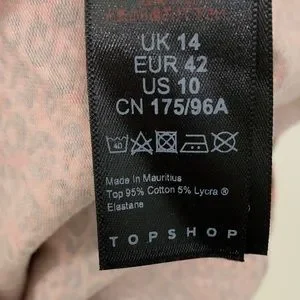 UK 14
EUR 42
US 10
CN 175/96A
40
Made in Mauritius
Top 95% Cotton 5% Lycra ®
Elastane
TOPSHOP